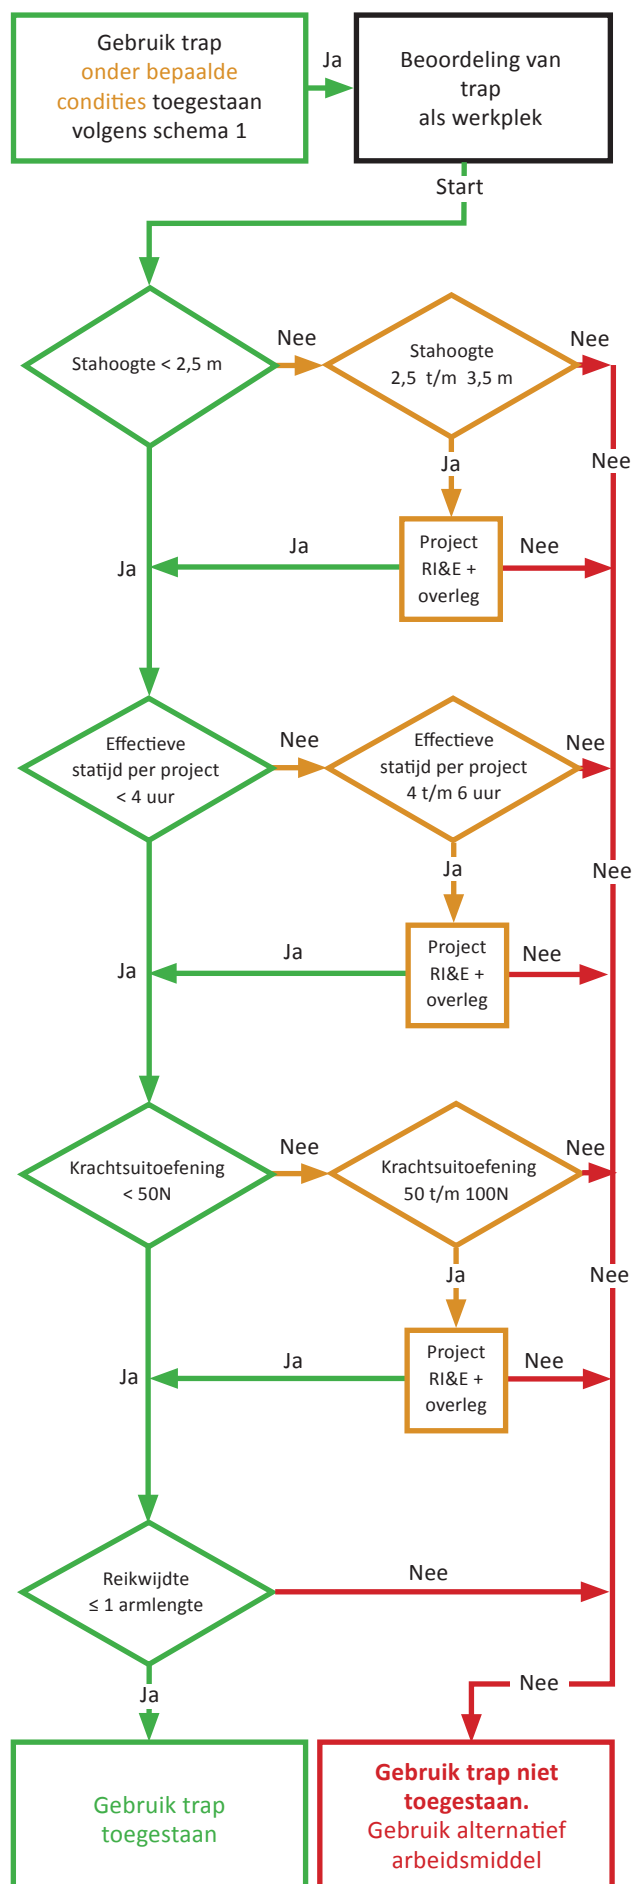 Gebruik trap
onder bepaalde
condities toegestaan
volgens schema 1
Ja
Beoordeling van
trap
als werkplek
Start
Stahoogte < 2,5 m
Nee
Stahoogte
2,5 t/m 3,5 m
Nee
Nee
Ja
Ja
Project
RI&E +
overleg
Nee
Ja
Effectieve
statijd per project
< 4 uur
Nee
Effectieve
statijd per project
4 t/m 6 uur
Nee
Ja
Nee
Ja
Project
RI&E +
overleg
Nee
Ja
Krachtsuitoefening
< 50N
Nee
Krachtsuitoefening
50 t/m 100N
Nee
Ja
Nee
Ja
Project
RI&E +
overleg
Nee
Ja
Reikwijdte
≤ 1 armlengte
Nee
Ja
Nee
Gebruik trap
toegestaan
Gebruik trap niet
toegestaan.
Gebruik alternatief
arbeidsmiddel